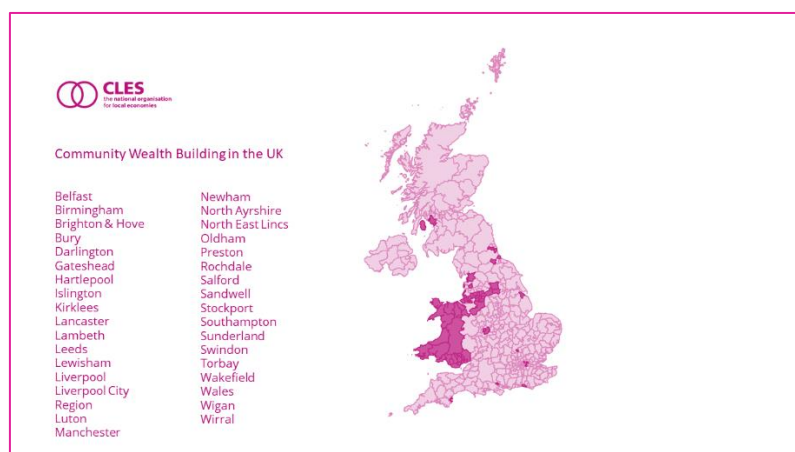 CLES
the national organisation
for local economies
Community Wealth Building in the UK
Belfast
Birmingham
Brighton & Hove
Bury
Darlington
Gateshead
Hartlepool
Islington
Kirklees
Lancaster
Lambeth
Leeds
Lewisham
Liverpool
Liverpool City
Region
Luton
Manchester
Newham
North Ayrshire
North East Lincs
Oldham
Preston
Rochdale
Salford
Sandwell
Stockport
Southampton
Sunderland
Swindon
Torbay
Wakefield
Wales
Wigan
Wirral